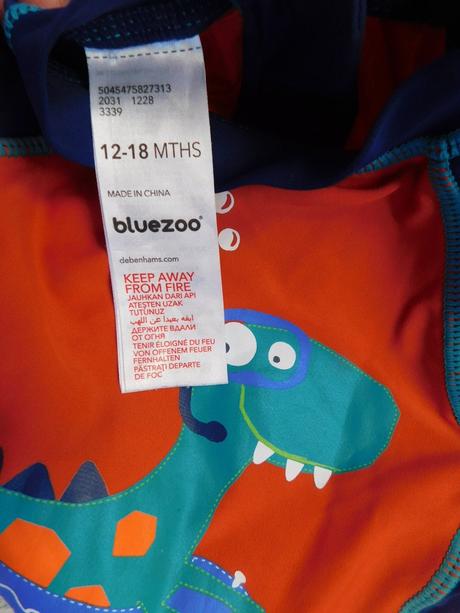 5045475827313
2031 1228
3339
12-18 MTHS
MADE IN CHINA
bluezoo
debenhams.com
KEEP AWAY
FROM FIRE
JAUHKAN DARI API
ATEŞTEN UZAK
TUTUNUZ
ابقه بعيدا عن اللهب
ДЕРЖИТЕ ВДАЛИ
ОТ ОГНЯ
TENIR ÉLOIGNÉ DU FEU
VON OFFENEM FEUER
FERNHALTEN
PĂSTRAŢI DEPARTE
DE FOC